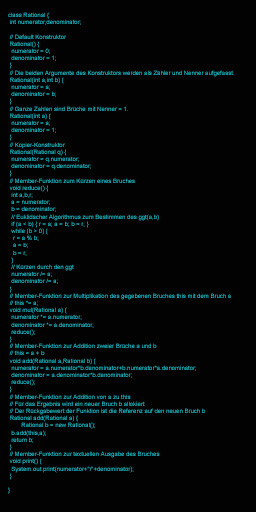 class Rational {
int numerator,denominator;
// Default Konstruktor
Rational() {
numerator = 0;
denominator = 1;
}
// Die beiden Argumente des Konstruktors werden als Zähler und Nenner aufgefasst.
Rational(int a,int b) {
numerator = a;
denominator = b;
}
// Ganze Zahlen sind Brüche mit Nenner = 1.
Rational(int a) {
numerator = a;
denominator = 1;
}
// Kopier-Konstruktor
Rational(Rational q) {
numerator = q.numerator;
denominator = q.denominator;
}
// Member-Funktion zum Kürzen eines Bruches
void reduce() {
int a,b,r;
a = numerator;
b = denominator;
// Euklidischer Algorithmus zum Bestimmen des ggt(a,b)
if (a < b) { r = a; a = b; b = r; }
while (b > 0) {
r = a % b;
a = b;
b = r;
}
// Kürzen durch den ggt
numerator /= a;
denominator /= a;
}
// Member-Funktion zur Multiplikation des gegebenen Bruches this mit dem Bruch a
// this *= a;
void mul(Rational a) {
numerator *= a.numerator;
denominator *= a.denominator;
reduce();
}
// Member-Funktion zur Addition zweier Brüche a und b
// this = a + b
void add(Rational a,Rational b) {
numerator = a.numerator*b.denominator+b.numerator*a.denominator;
denominator = a.denominator*b.denominator;
reduce();
}
// Member-Funktion zur Addition von a zu this
// Für das Ergebnis wird ein neuer Bruch b allokiert
// Der Rückgabewert der Funktion ist die Referenz auf den neuen Bruch b
Rational add(Rational a) {
Rational b = new Rational();
b.add(this,a);
return b;
}
// Member-Funktion zur textuellen Ausgabe des Bruches
void print() {
System.out.print(numerator+"/"+denominator);
}
}